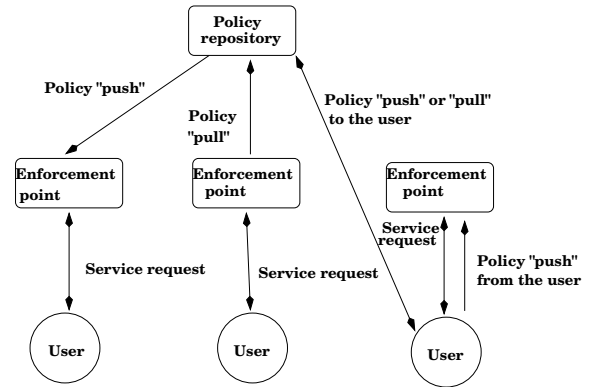 Policy
repository
Policy "push"
Policy
"pull"
Policy "push" or "pull"
to the user
Enforcement
point
Enforcement
point
Enforcement
point
Service request
Service request
Service
request
Policy "push"
from the user
User
User
User